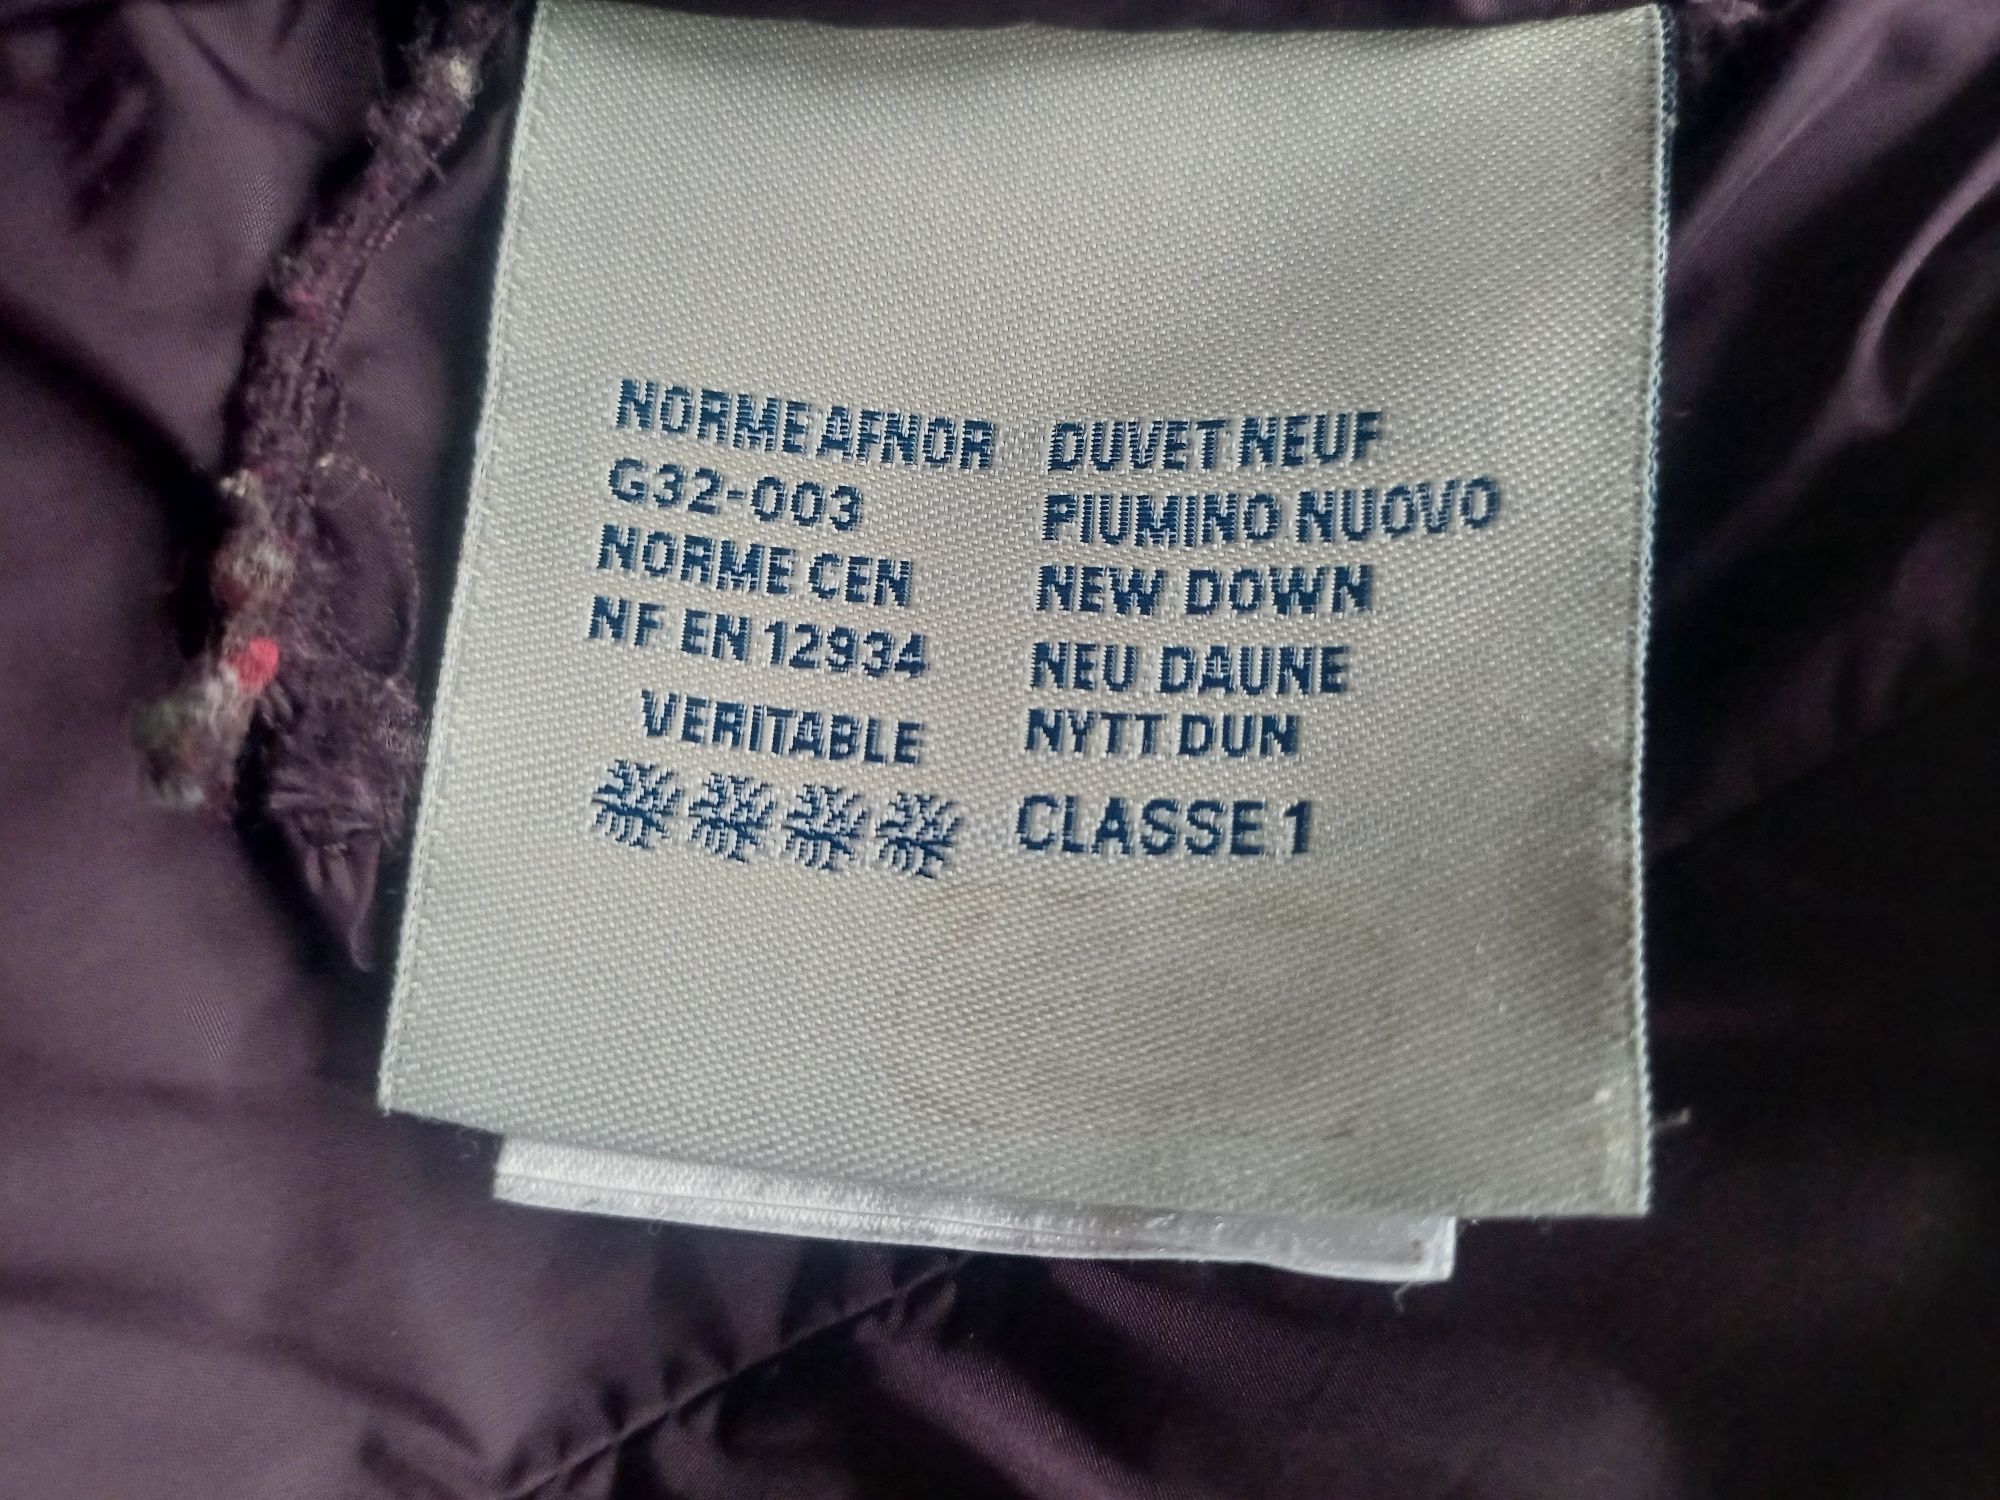 NORME AFNOR
G32-003
NORME CEN
NF EN 12934
VERITABLE
DUVET NEUF
PIUMINO NUOVO
NEW DOWN
NEU DAUNE
NYTT DUN
CLASSE 1